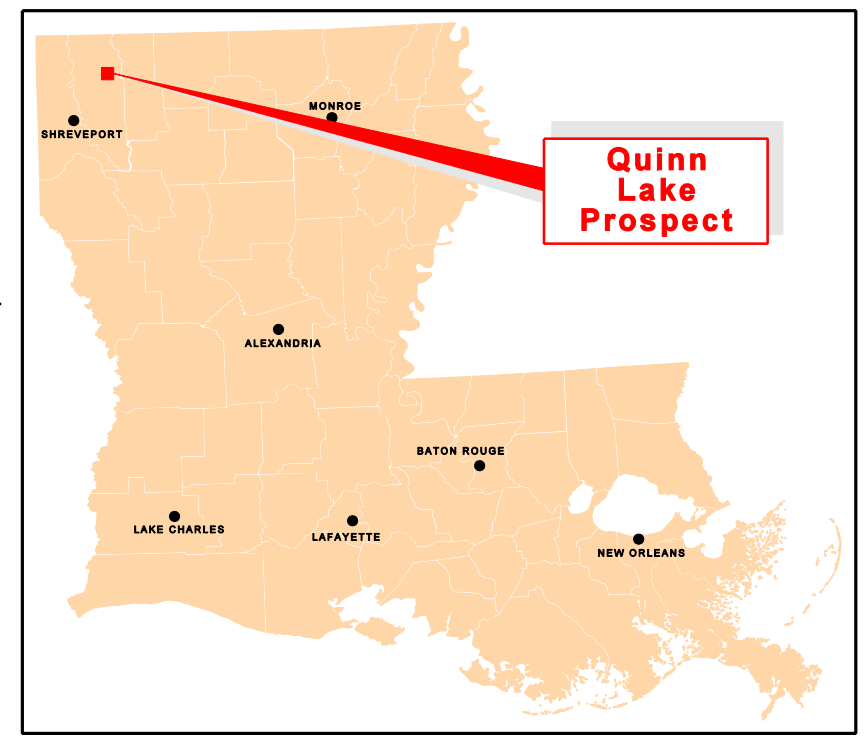 MONROE
SHREVEPORT
Quinn
Lake
Prospect
ALEXANDRIA
BATON ROUGE
LAKE CHARLES
LAFAYETTE
NEW ORLEANS